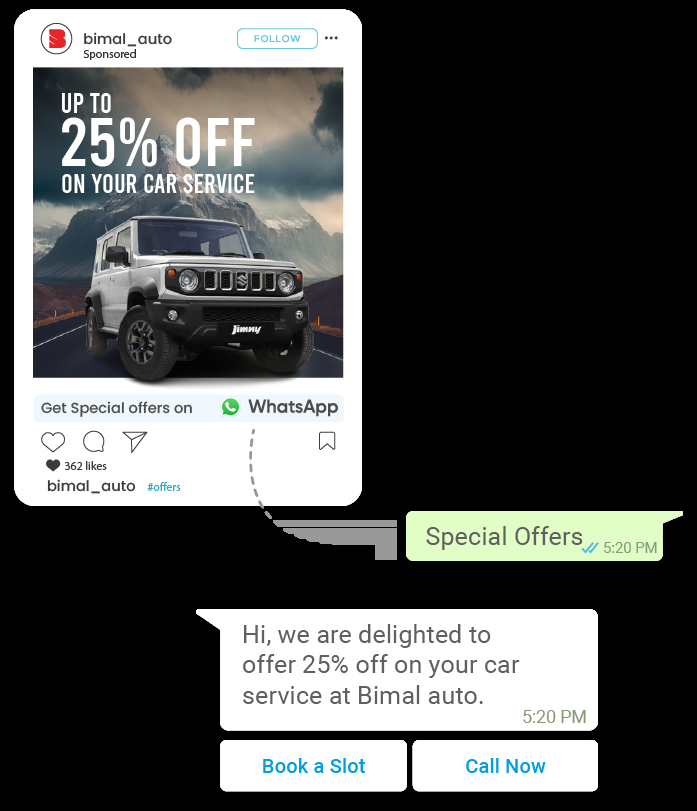 bimal_auto
Sponsored
FOLLOW
UP TO
25% OFF
ON YOUR CAR SERVICE
Jimny
Get Special offers on WhatsApp
362 likes
bimal_auto #offers
Special Offers
5:20 PM
Hi, we are delighted to
offer 25% off on your car
service at Bimal auto.
5:20 PM
Book a Slot
Call Now